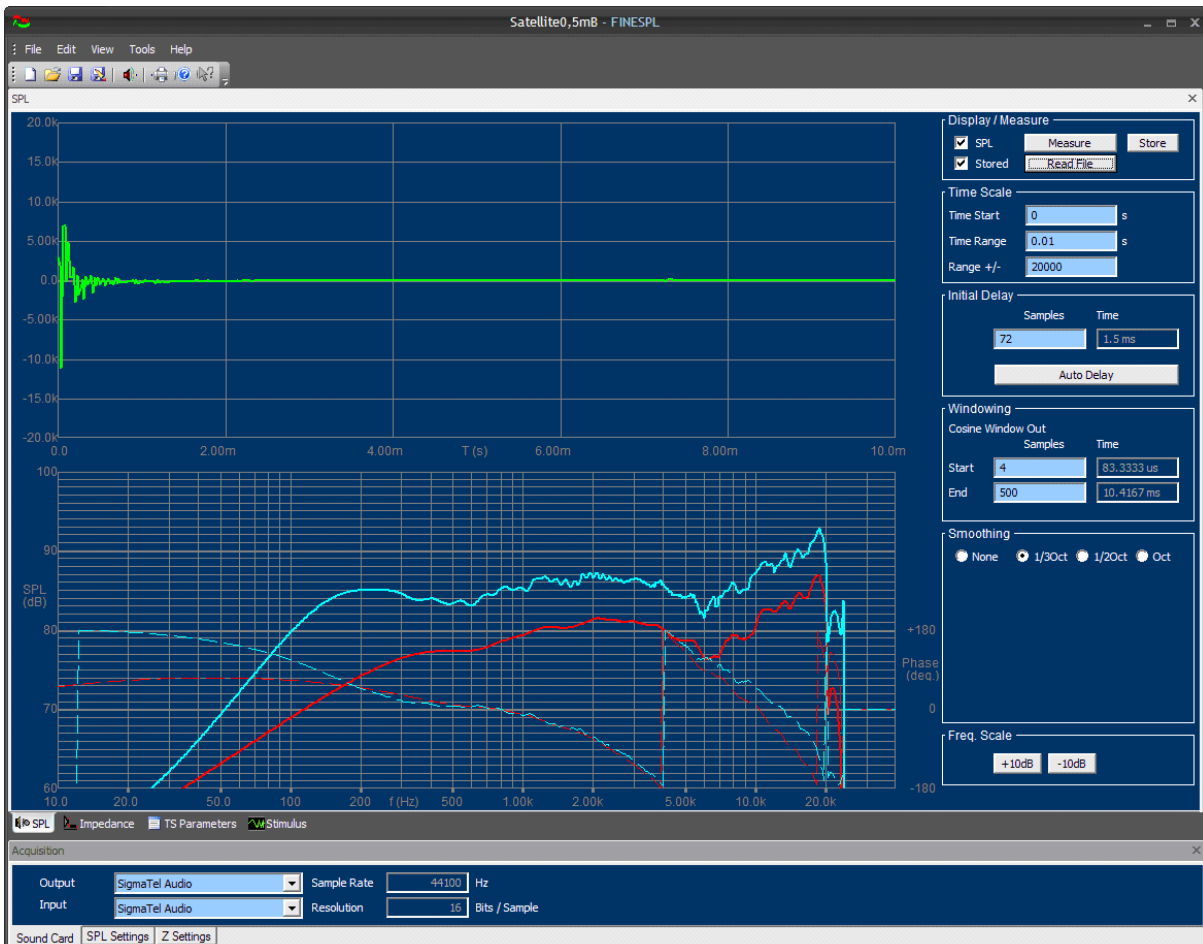 Satellite0,5mB - FINESPL
File Edit View Tools Help
SPL
20.0k
15.0k
10.0k
5.00k
0.0
-5.00k
-10.0k
-15.0k
-20.0k
0.0 2.00m 4.00m T (s) 6.00m 8.00m 10.0m
100
90
SPL
(dB)
80
70
60
+180
Phase
(deg.)
0
-180
10.0 20.0 50.0 100 200 f (Hz) 500 1.00k 2.00k 5.00k 10.0k 20.0k
Display / Measure
SPL Measure Store
Stored Read File
Time Scale
Time Start 0 s
Time Range 0.01 s
Range +/- 20000
Initial Delay
Samples Time
72 1.5 ms
Auto Delay
Windowing
Cosine Window Out
Samples Time
Start 4 83.3333 us
End 500 10.4167 ms
Smoothing
None 1/3Oct 1/2Oct Oct
Freq. Scale
+10dB -10dB
SPL Impedance TS Parameters Stimulus
Acquisition
Output SigmaTel Audio Sample Rate 44100 Hz
Input SigmaTel Audio Resolution 16 Bits / Sample
Sound Card SPL Settings Z Settings